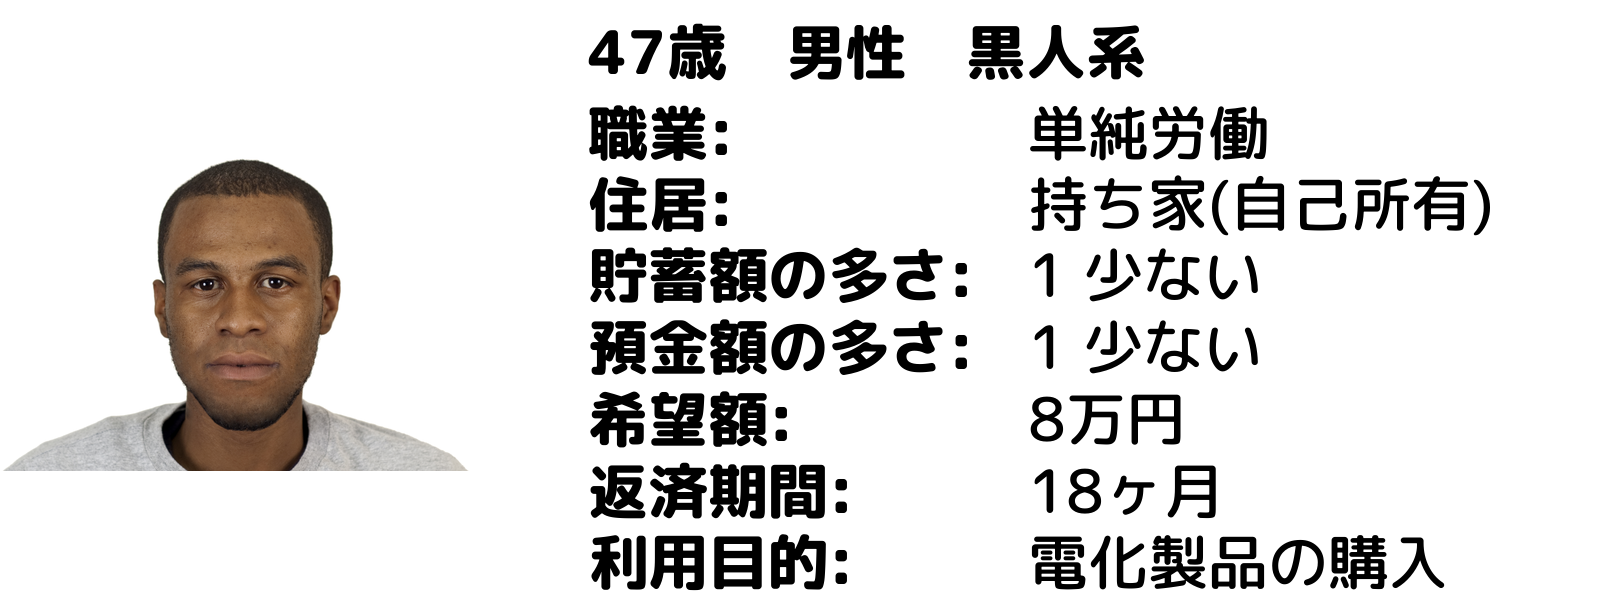 47歳　男性　黒人系
職業: 単純労働
住居: 持ち家(自己所有)
貯蓄額の多さ: 1 少ない
預金額の多さ: 1 少ない
希望額: 8万円
返済期間: 18ヶ月
利用目的: 電化製品の購入